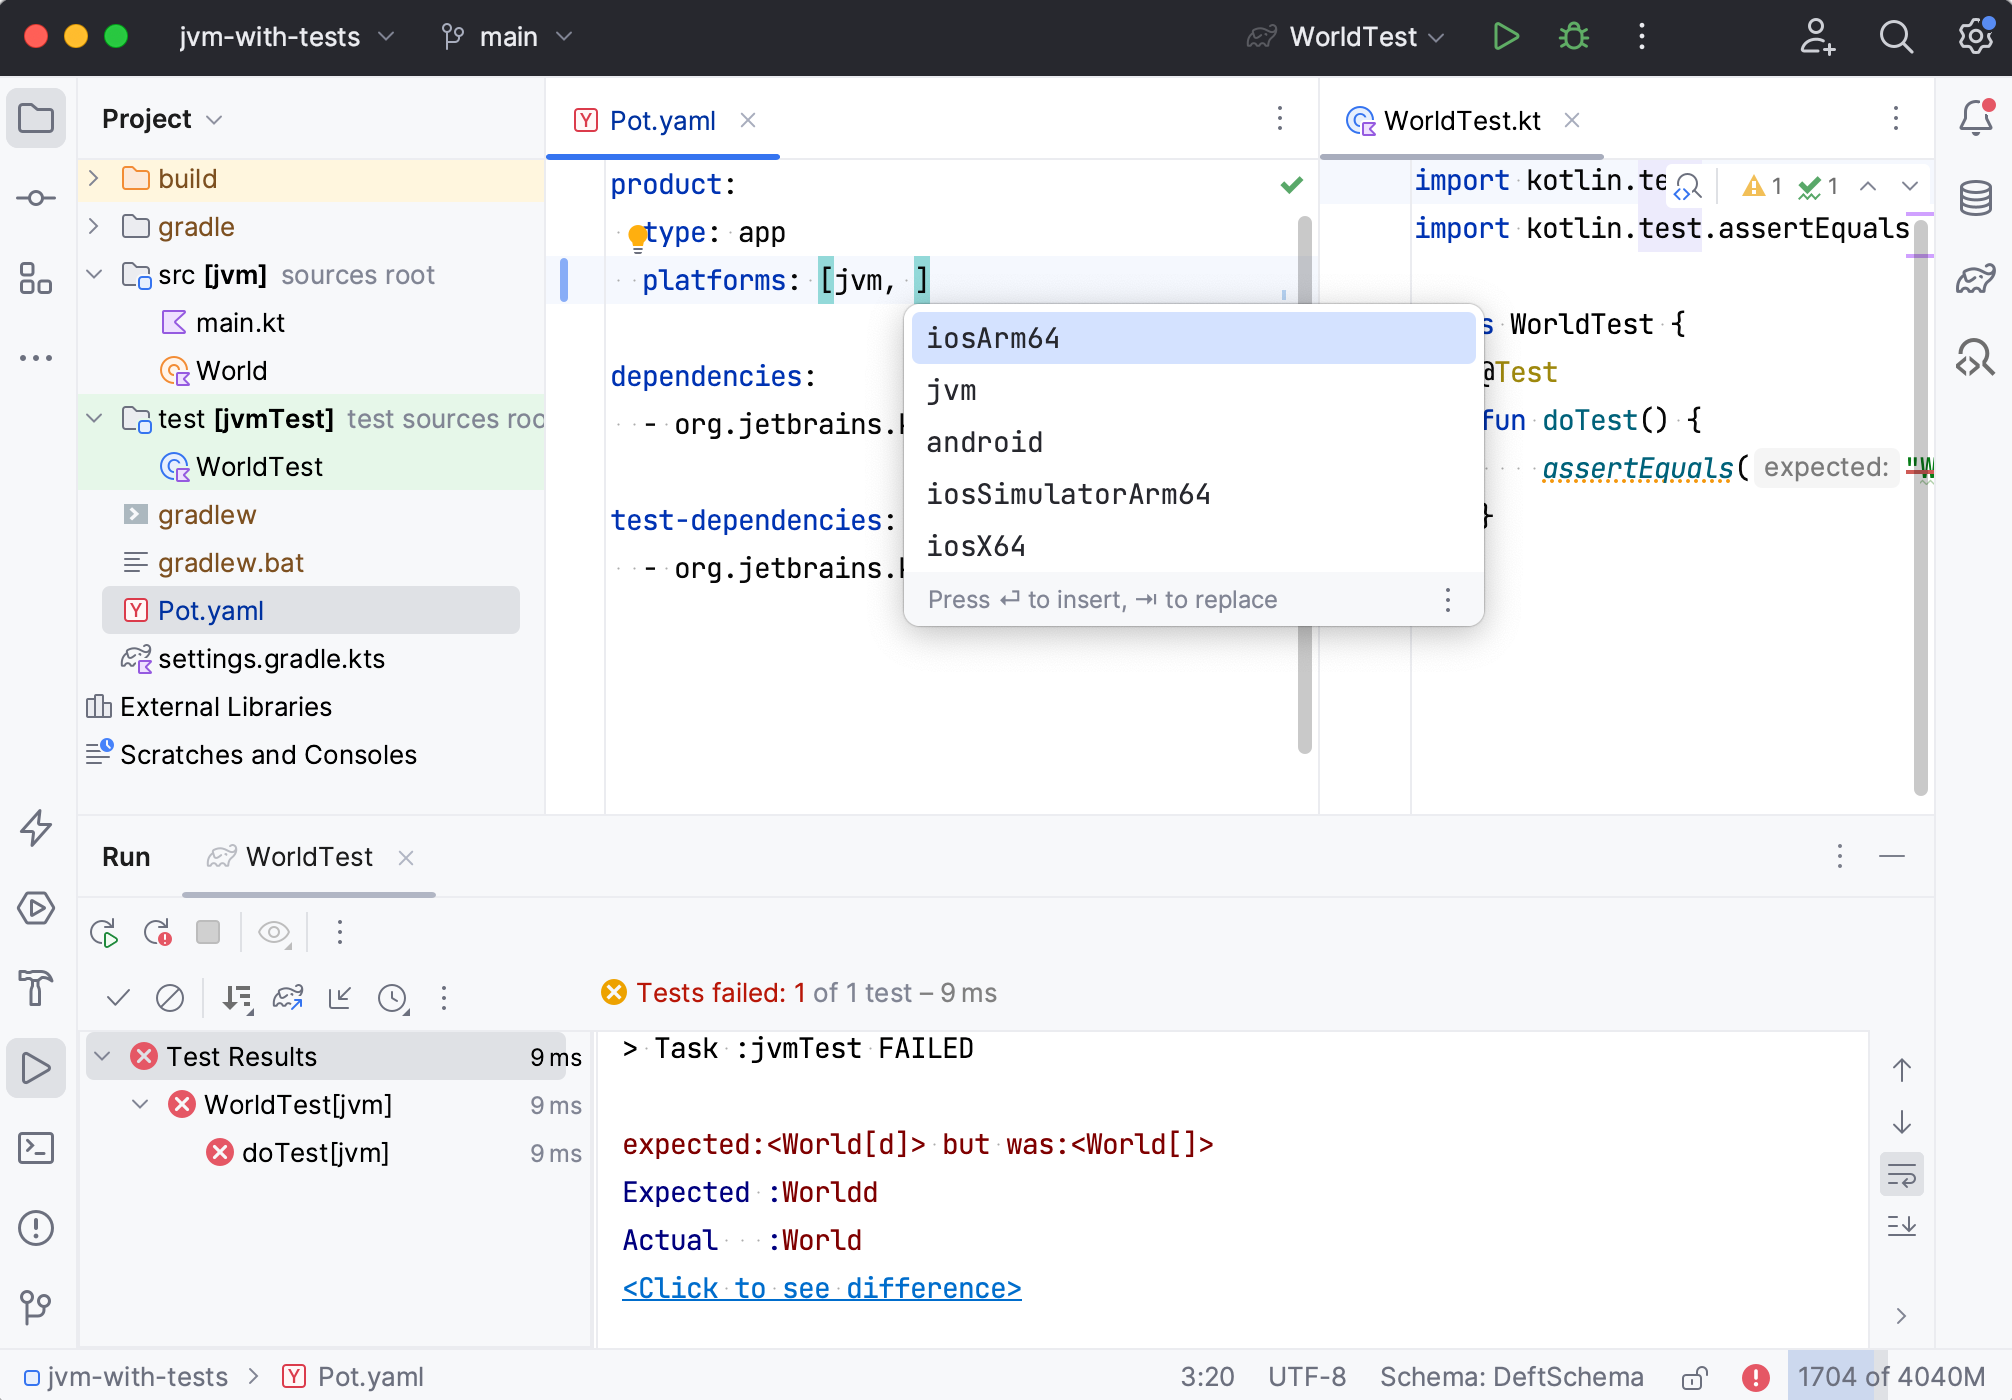 jvm-with-tests
main
WorldTest
Project
build
gradle
src [jvm] sources root
main.kt
World
test [jvmTest] test sources roo
WorldTest
gradlew
gradlew.bat
Pot.yaml
settings.gradle.kts
External Libraries
Scratches and Consoles
Pot.yaml
product:
type: app
platforms: [jvm, ]
dependencies:
- org.jetbrains.k
test-dependencies:
- org.jetbrains.k
iosArm64
jvm
android
iosSimulatorArm64
iosX64
Press ↵ to insert, ⇥ to replace
WorldTest.kt
import kotlin.te
1 1
import kotlin.test.assertEquals
s WorldTest {
@Test
fun doTest() {
assertEquals( expected: "W
}
Run
WorldTest
Tests failed: 1 of 1 test – 9 ms
Test Results 9 ms
WorldTest[jvm] 9 ms
doTest[jvm] 9 ms
> Task :jvmTest FAILED
expected:<World[d]> but was:<World[]>
Expected :Worldd
Actual :World
<Click to see difference>
jvm-with-tests > Pot.yaml
3:20 UTF-8 Schema: DeftSchema 1704 of 4040M